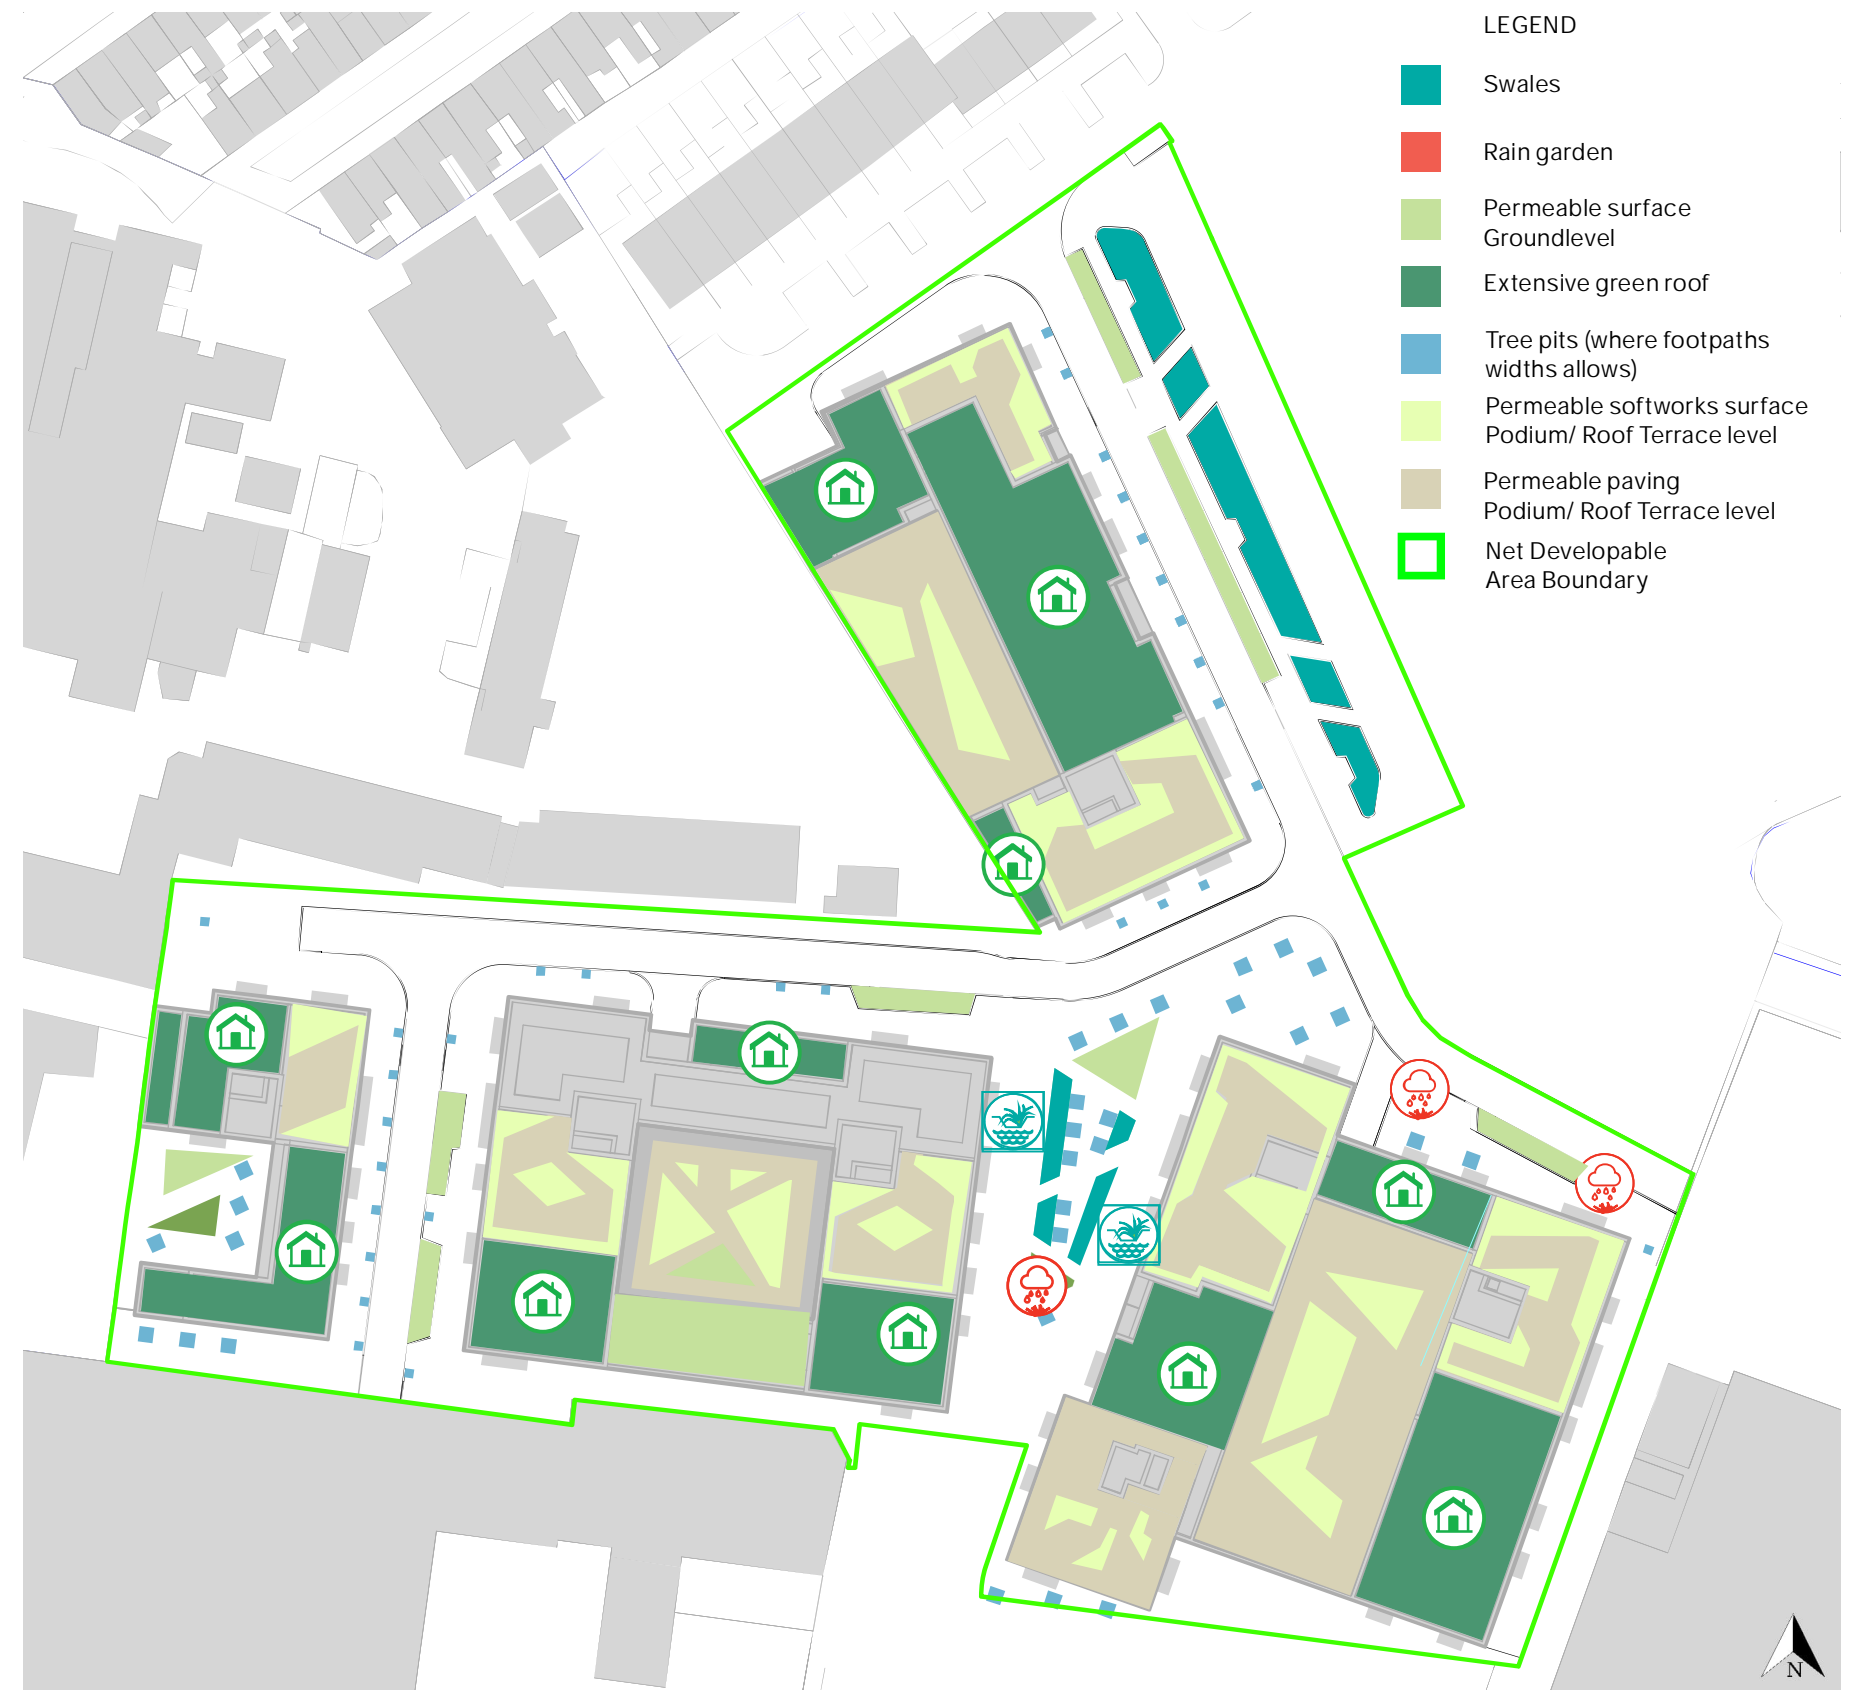 LEGEND
Swales
Rain garden
Permeable surface
Groundlevel
Extensive green roof
Tree pits (where footpaths
widths allows)
Permeable softworks surface
Podium/ Roof Terrace level
Permeable paving
Podium/ Roof Terrace level
Net Developable
Area Boundary
N